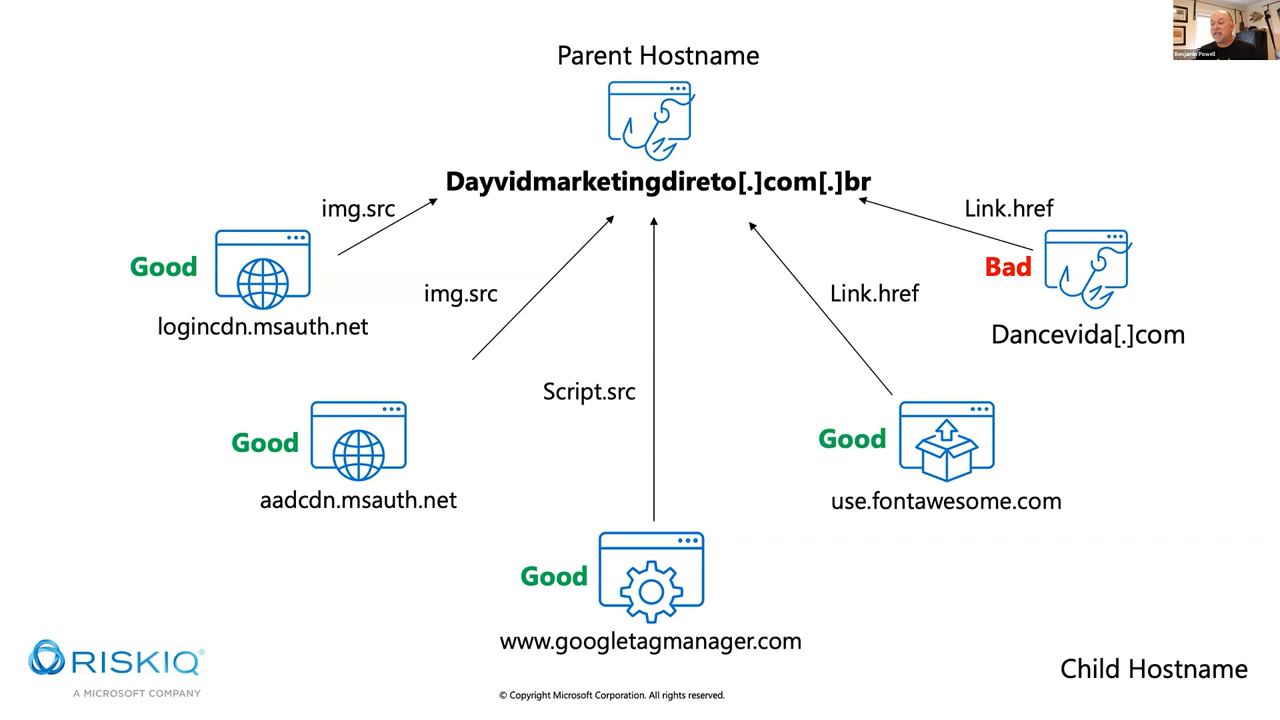 Benjamin Powell
Parent Hostname
Dayvidmarketingdireto[.]com[.]br
img.src
Link.href
Good
Bad
logincdn.msauth.net
Dancevida[.]com
img.src
Link.href
Script.src
Good
Good
aadcdn.msauth.net
use.fontawesome.com
Good
www.googletagmanager.com
RISKIQ®
A MICROSOFT COMPANY
Child Hostname
© Copyright Microsoft Corporation. All rights reserved.